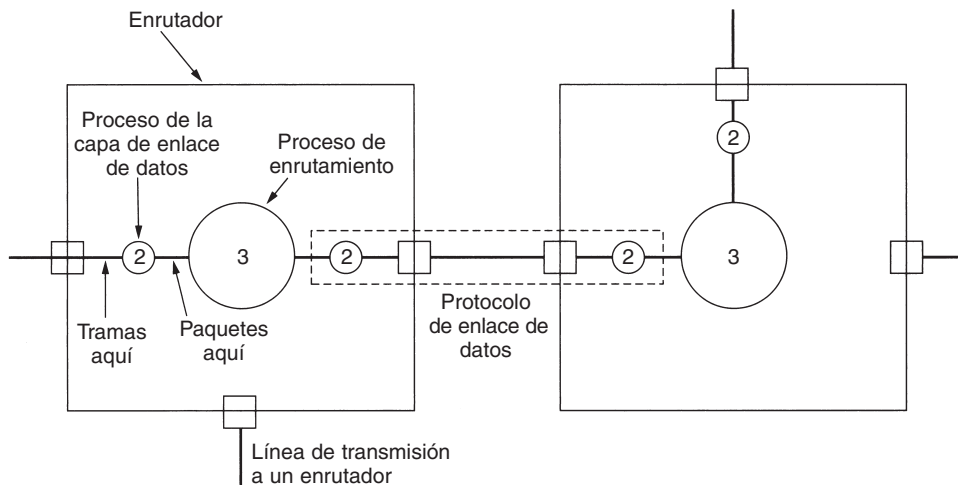 Enrutador
Proceso de la
capa de enlace
de datos
Proceso de
enrutamiento
2
3
2
2
3
2
Tramas
aquí
Paquetes
aquí
Protocolo
de enlace de
datos
Línea de transmisión
a un enrutador